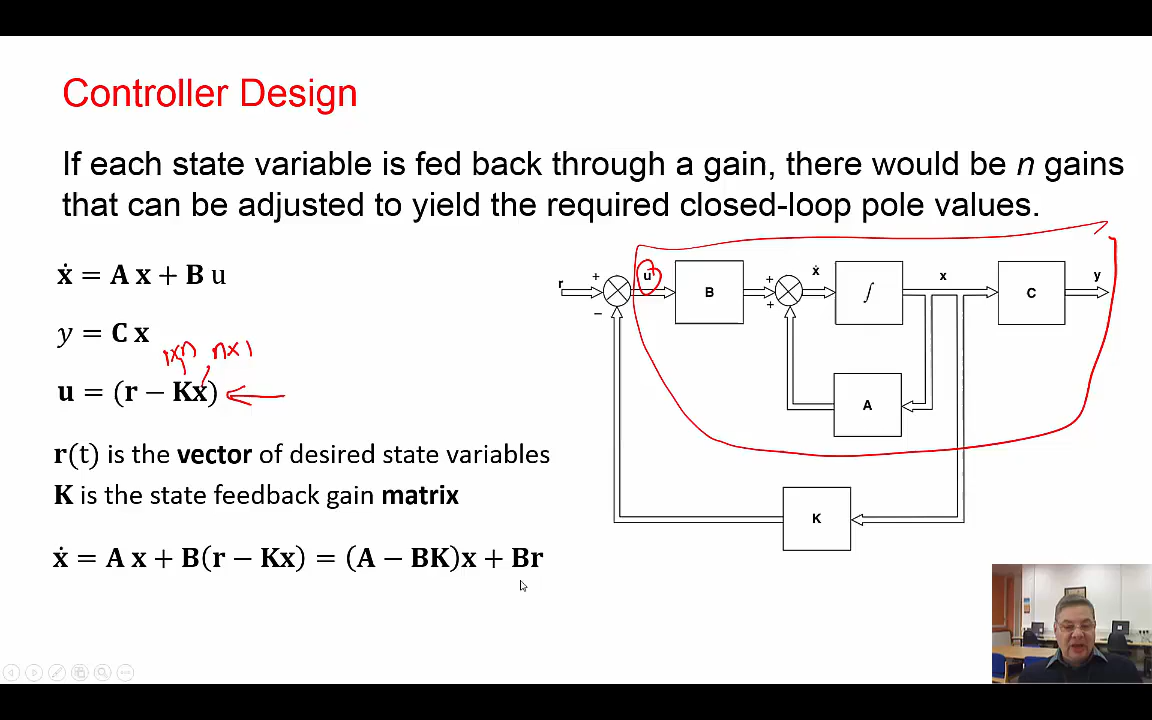 Controller Design
If each state variable is fed back through a gain, there would be n gains
that can be adjusted to yield the required closed-loop pole values.
ẋ = A x + B u
y = C x
1xn, nx1
u = (r − Kx)
r(t) is the vector of desired state variables
K is the state feedback gain matrix
ẋ = A x + B(r − Kx) = (A − BK)x + Br
r
+
−
u
B
+
+
ẋ
∫
x
C
y
A
K